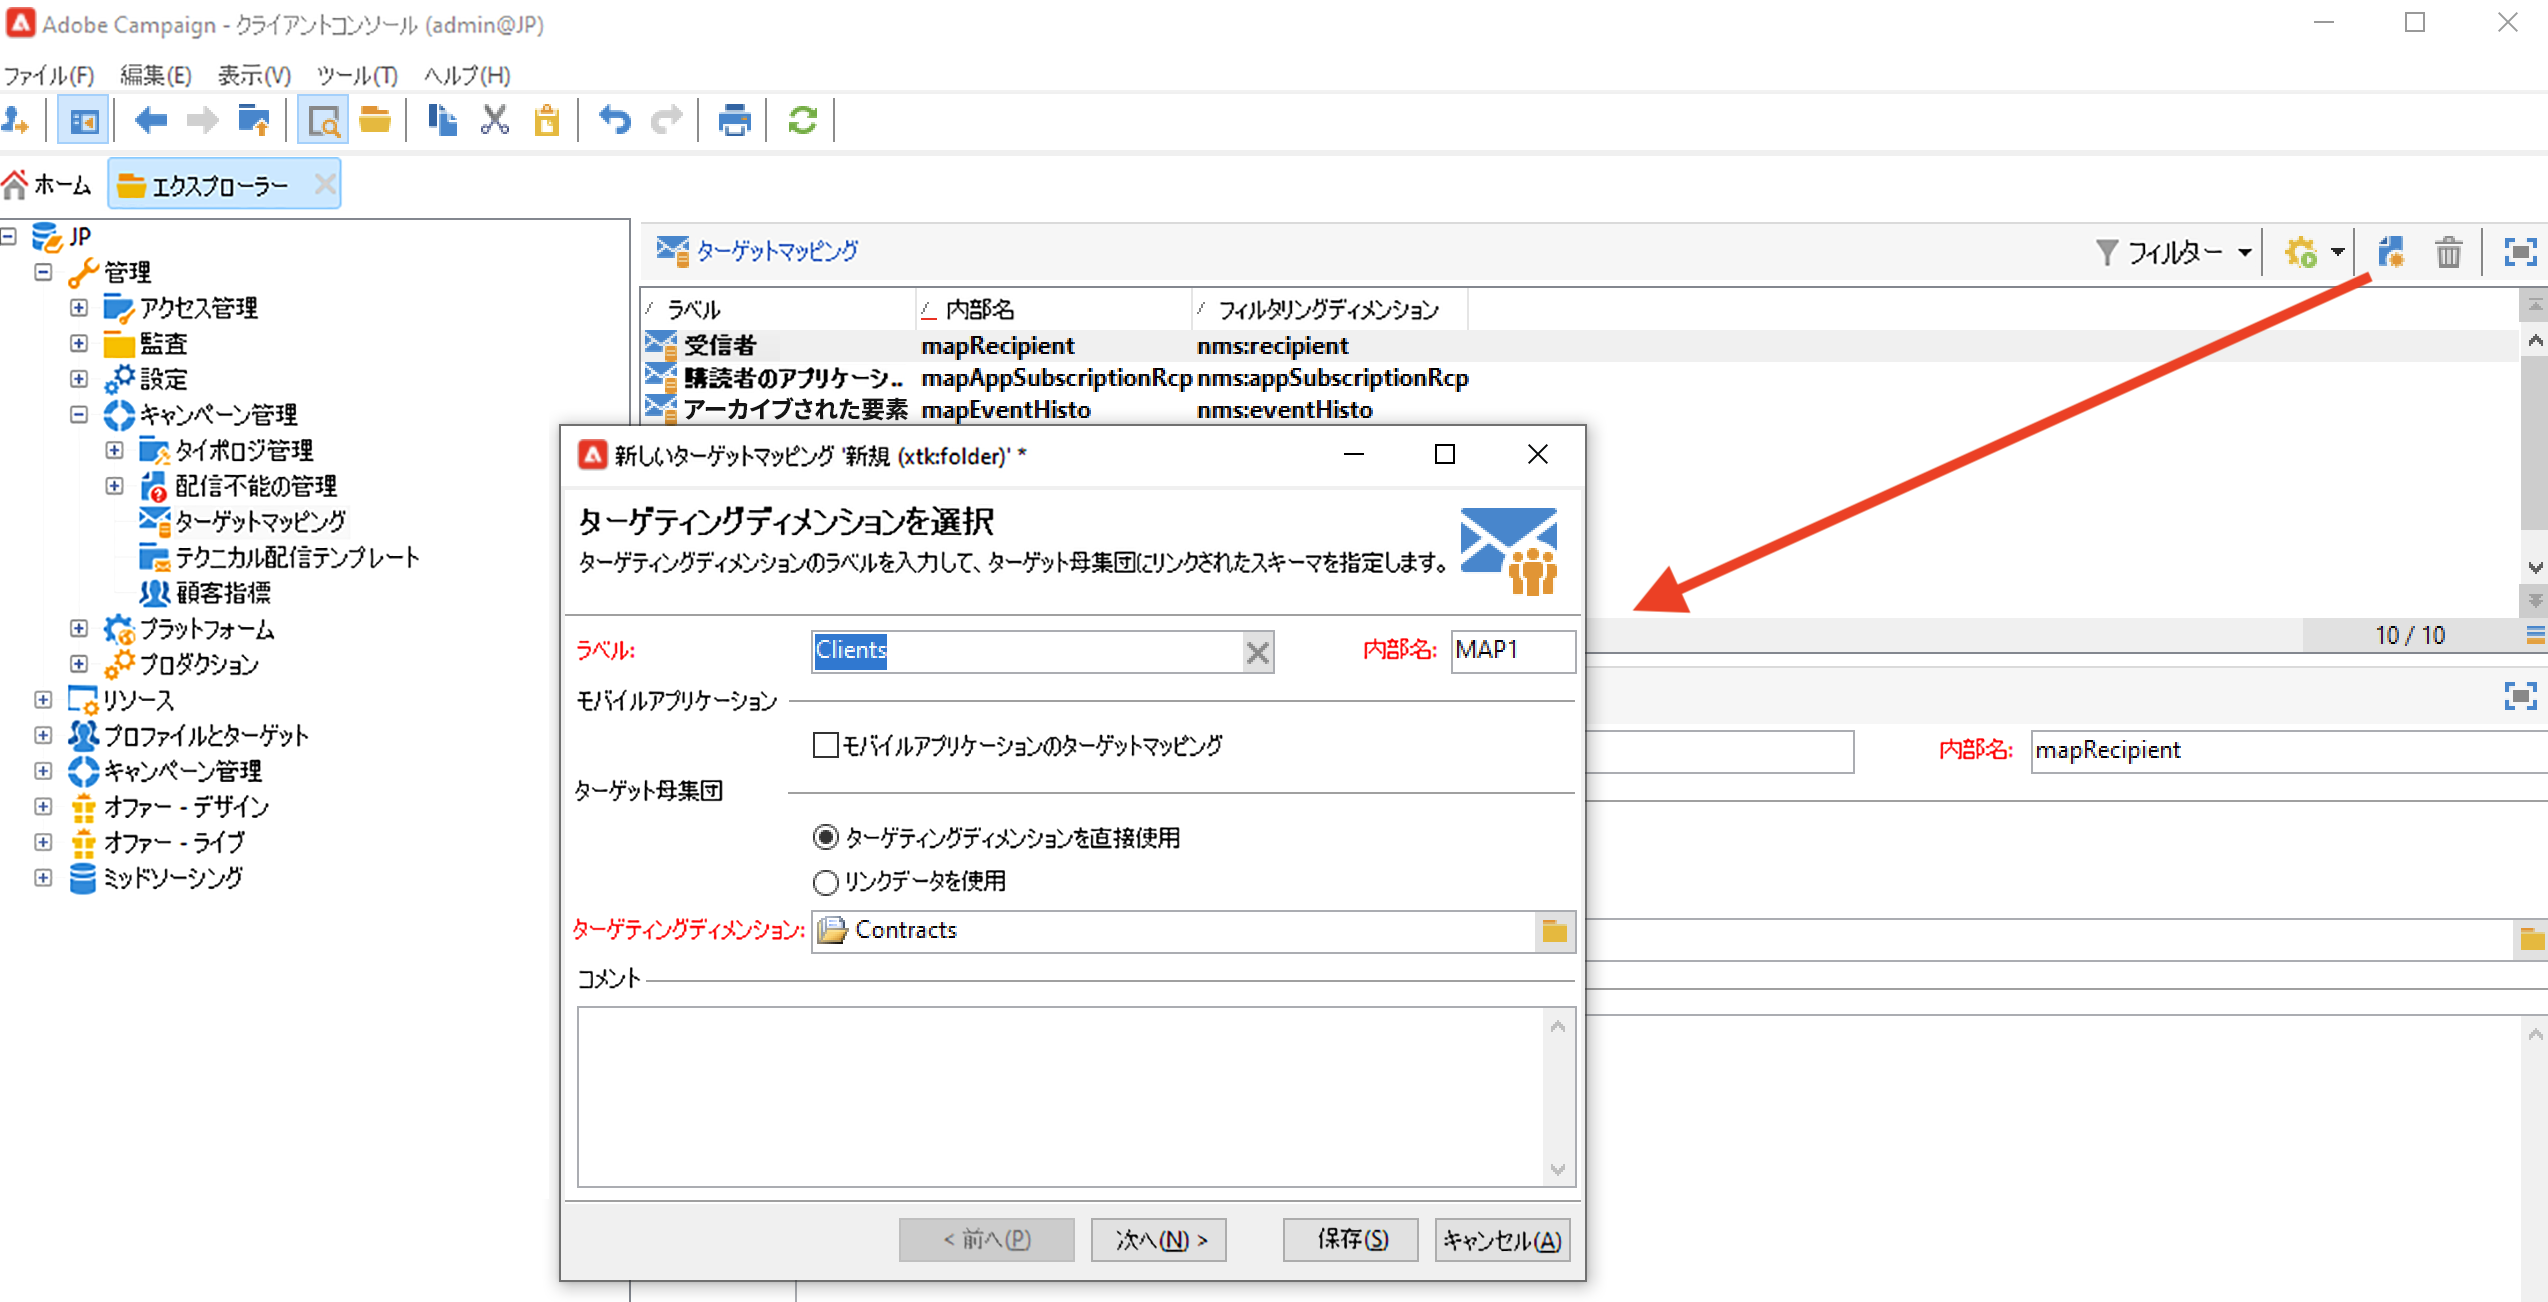 Adobe Campaign - クライアントコンソール (admin@JP)
ファイル(F) 編集(E) 表示(V) ツール(T) ヘルプ(H)
ホーム エクスプローラー
JP
管理
アクセス管理
監査
設定
キャンペーン管理
タイポロジ管理
配信不能の管理
ターゲットマッピング
テクニカル配信テンプレート
顧客指標
プラットフォーム
プロダクション
リソース
プロファイルとターゲット
キャンペーン管理
オファー - デザイン
オファー - ライブ
ミッドソーシング
ターゲットマッピング フィルター
ラベル 内部名 フィルタリングディメンション
受信者 mapRecipient nms:recipient
購読者のアプリケーシ.. mapAppSubscriptionRcp nms:appSubscriptionRcp
アーカイブされた要素 mapEventHisto nms:eventHisto
10 / 10
内部名: mapRecipient
新しいターゲットマッピング '新規 (xtk:folder)' *
ターゲティングディメンションを選択
ターゲティングディメンションのラベルを入力して、ターゲット母集団にリンクされたスキーマを指定します。
ラベル: Clients 内部名: MAP1
モバイルアプリケーション
モバイルアプリケーションのターゲットマッピング
ターゲット母集団
ターゲティングディメンションを直接使用
リンクデータを使用
ターゲティングディメンション: Contracts
コメント
< 前へ(P) 次へ(N) > 保存(S) キャンセル(A)